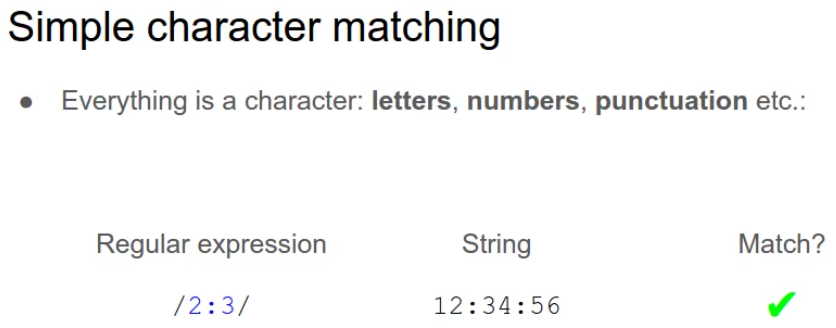 Simple character matching
● Everything is a character: letters, numbers, punctuation etc.:
Regular expression String Match?
/2:3/ 12:34:56 ✔